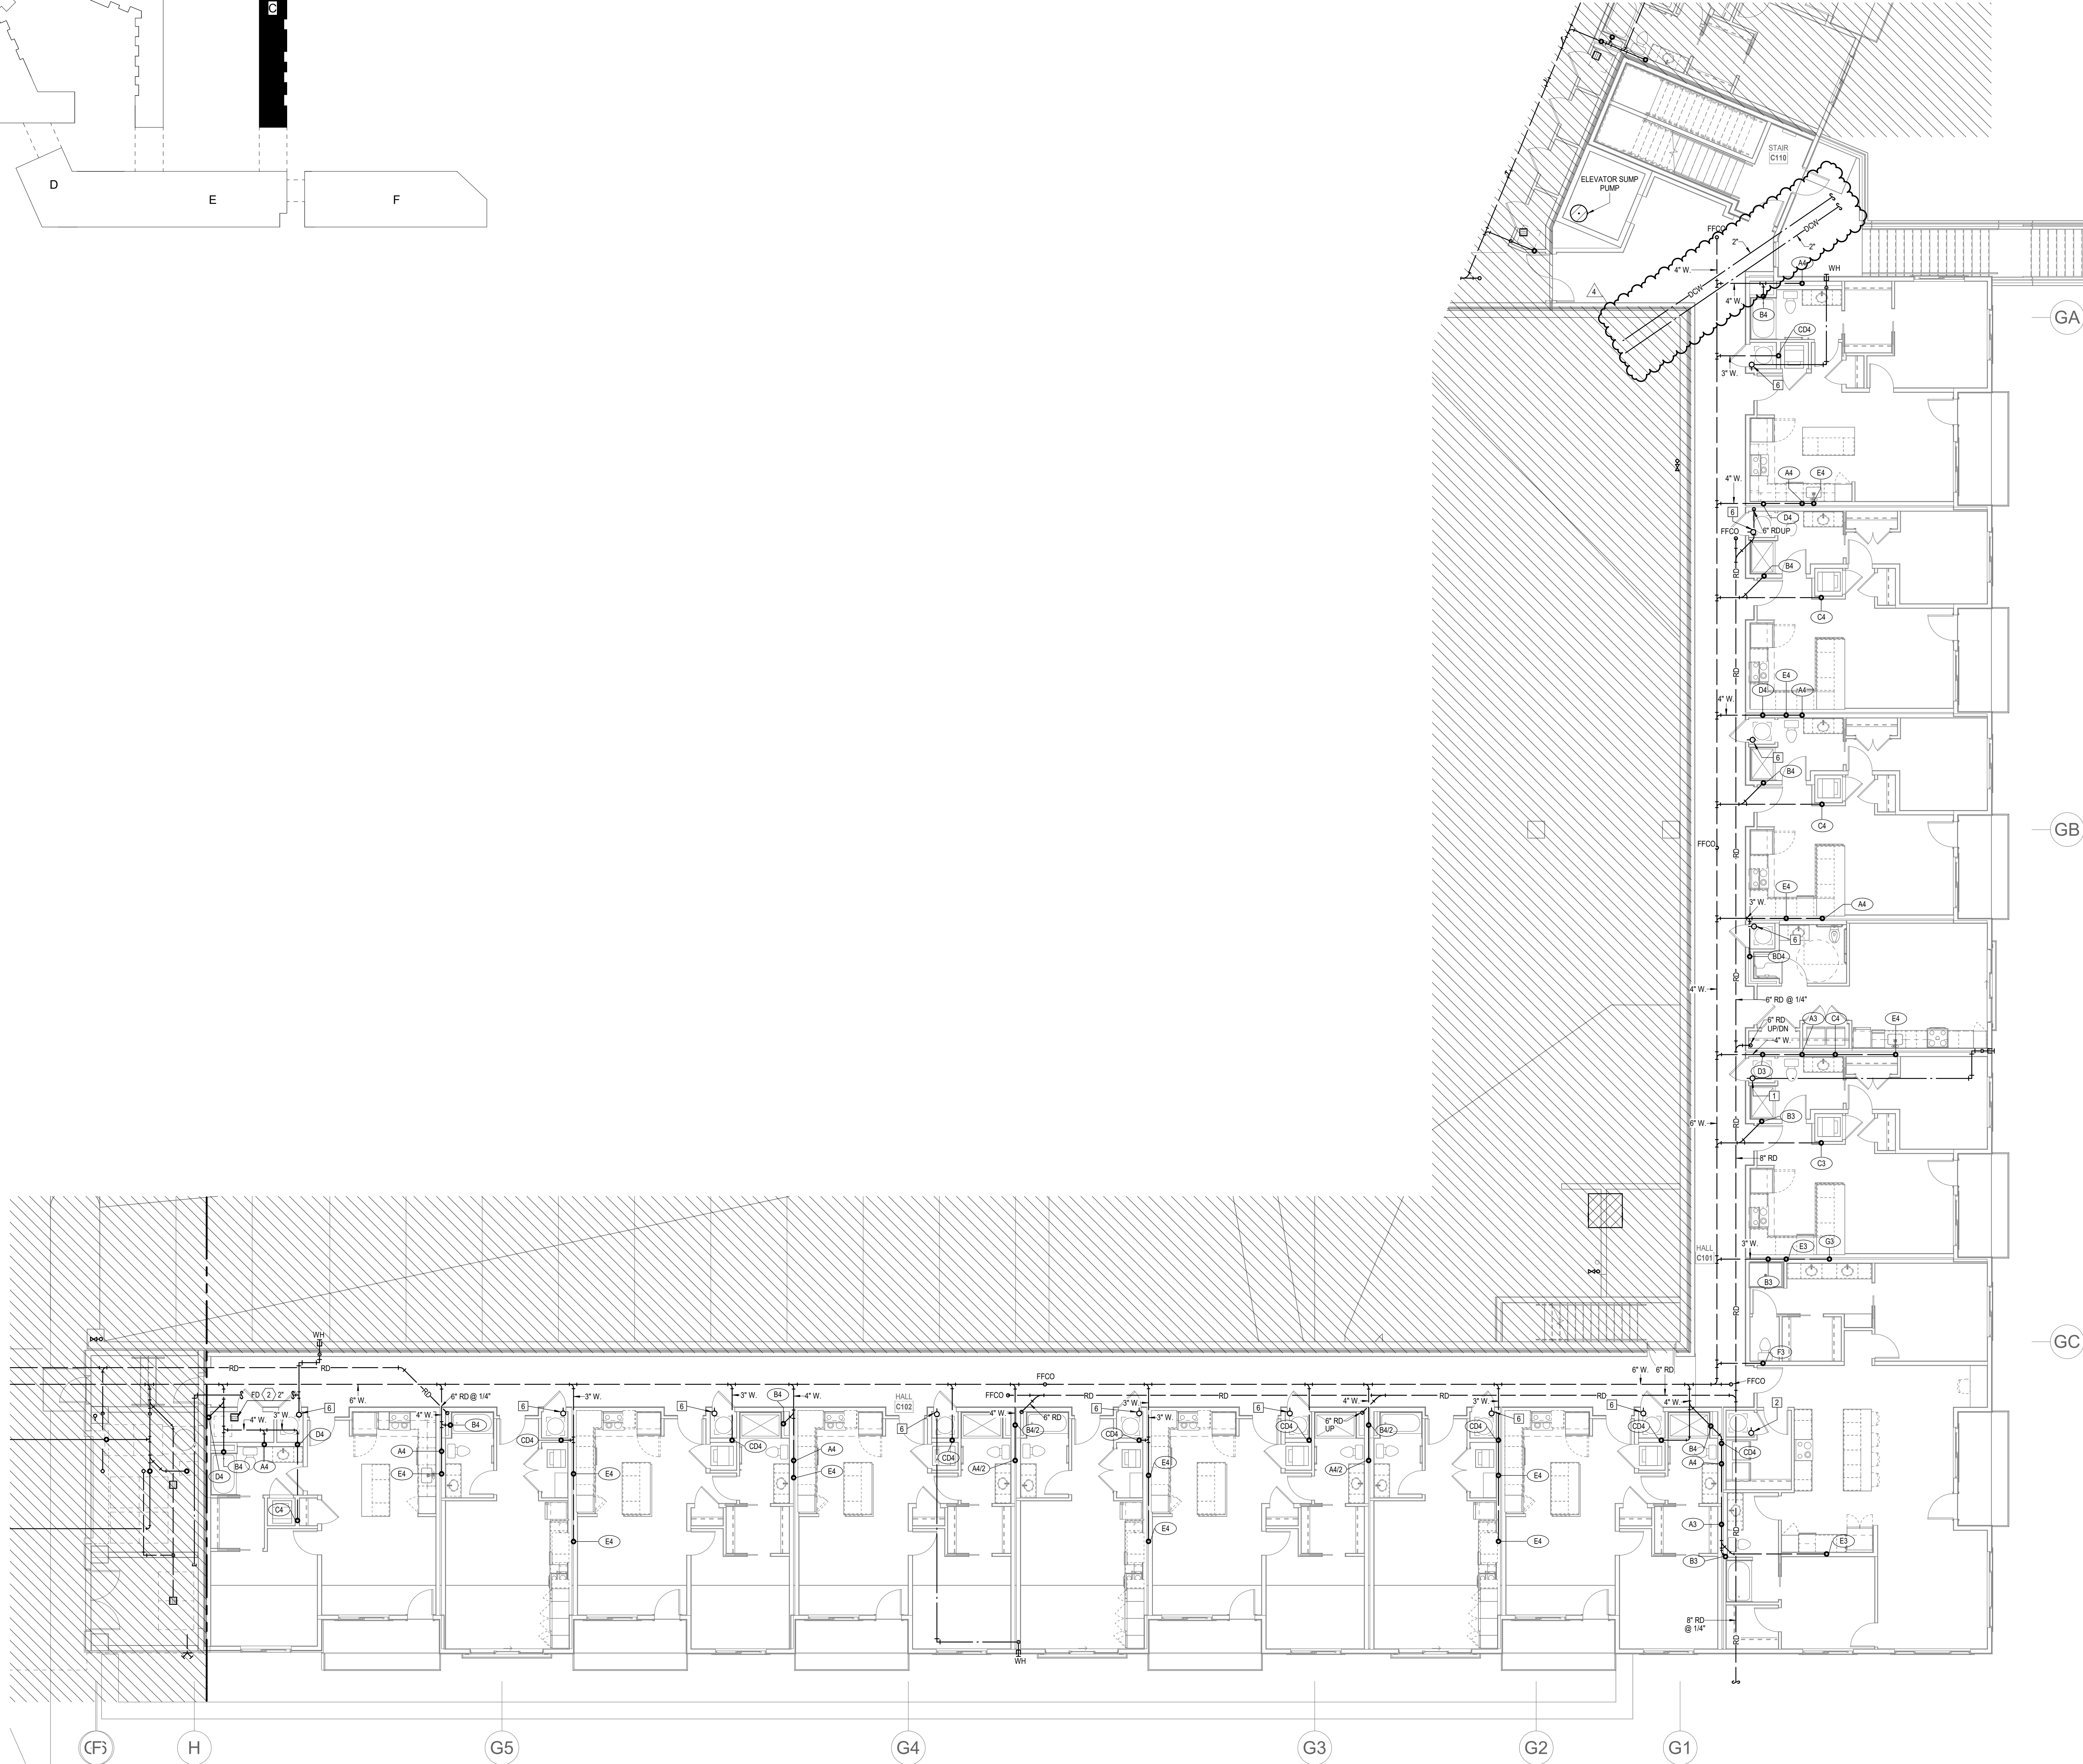 C
D
E
F
STAIR
C110
ELEVATOR SUMP
PUMP
FFCO
2"
DCW
2"
4" W.
A4
WH
4
DCW
4" W.
B4
GA
CD4
3" W.
6
4" W.
A4
E4
6
D4
FFCO
6" RD UP
RD
B4
C4
RD
E4
4" W.
D4
A4
6
B4
C4
GB
FFCO
RD
E4
3" W.
A4
6
BD4
RD
4" W.
6" RD @ 1/4"
6" RD
UP/DN
A3
C4
E4
4" W.
D3
1
6" W.
RD
B3
8" RD
C3
HALL
C101
3" W.
E3
G3
B3
RD
WH
GC
F3
RD
RD
6" W.
6" RD
FFCO
FD
2
2"
6" W.
RD
6" RD @ 1/4"
3" W.
3" W.
B4
4" W.
HALL
C102
FFCO
RD
RD
RD
RD
4" W.
3" W.
6
4" W.
B4
6
6
6
4" W.
6" RD
6
3" W.
3" W.
6
4" W.
6" RD
UP
3" W.
6
6
4" W.
2
D4
B4
A4
D4
A4
CD4
CD4
A4
CD4
B4/2
CD4
CD4
B4/2
CD4
CD4
B4
CD4
A4
C4
E4
E4
E4
A4/2
E4
A4/2
E4
E4
E4
E4
A3
RD
B3
E3
8" RD
@ 1/4"
RD
WH
H
G5
G4
G3
G2
G1